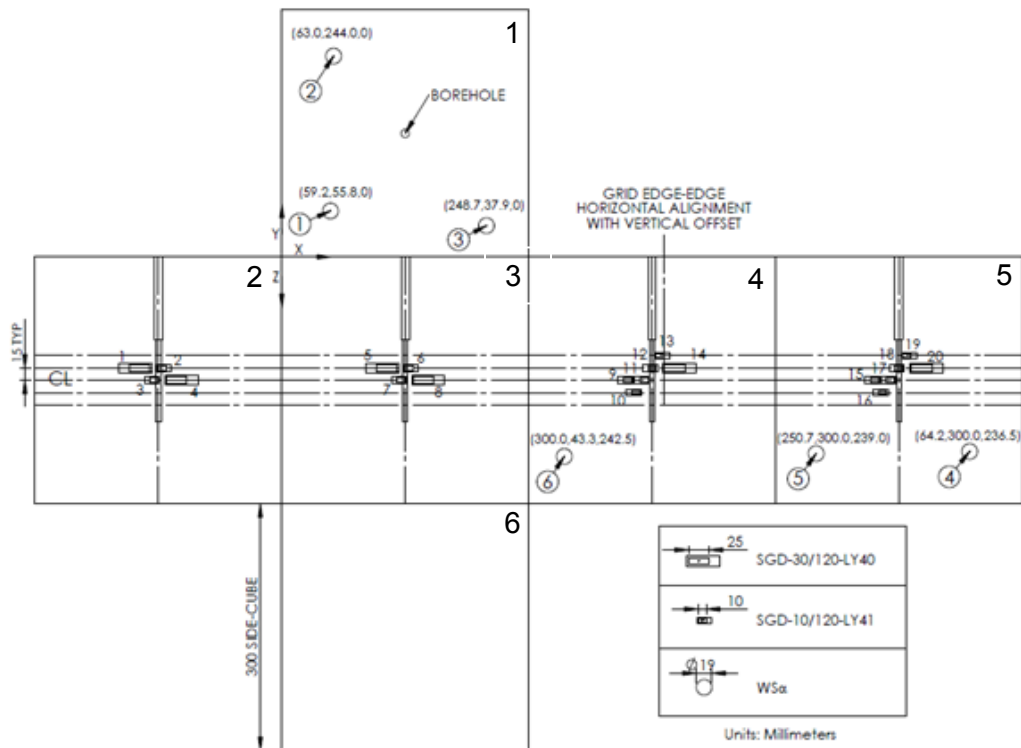 (63.0,244.0,0)
1
2
BOREHOLE
(59.2,55.8,0)
(248.7,37.9,0)
GRID EDGE-EDGE
HORIZONTAL ALIGNMENT
WITH VERTICAL OFFSET
1
3
Y
X
Z
2
3
4
5
15 TYP
CL
1
2
3
4
5
6
7
8
9
10
11
12
13
14
15
16
17
18
19
20
(300.0,43.3,242.5)
(250.7,300.0,239.0)
(64.2,300.0,236.5)
6
5
4
6
300 SIDE-CUBE
25
SGD-30/120-LY40
10
SGD-10/120-LY41
Ø19
WSα
Units: Millimeters